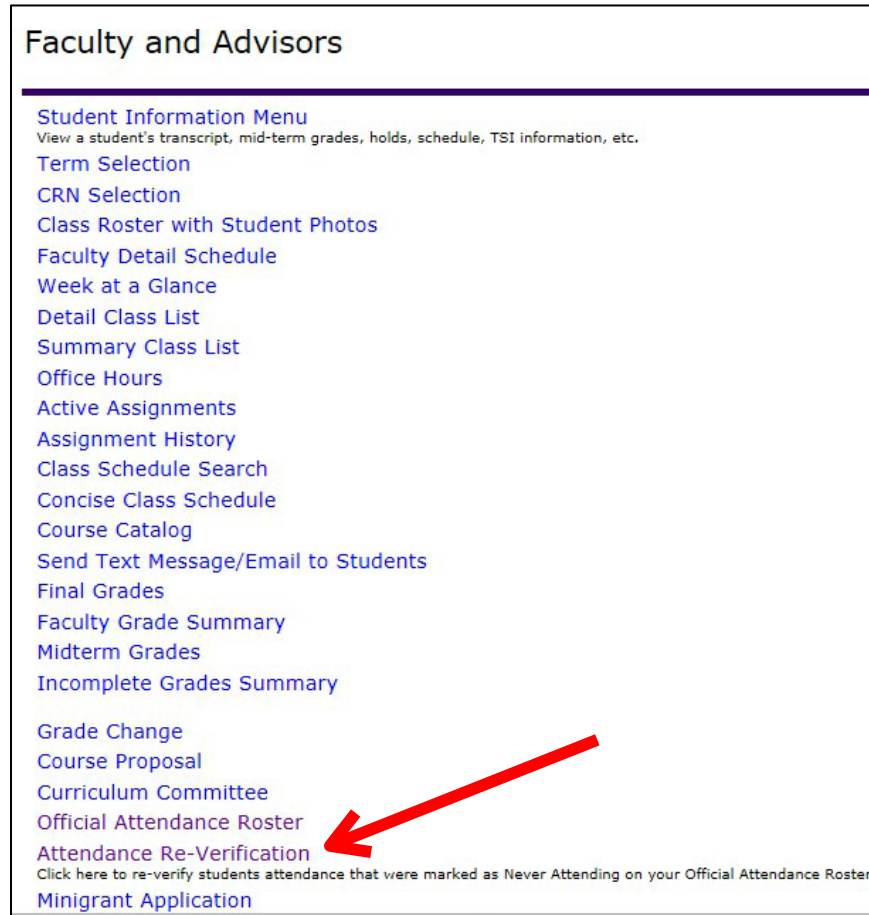 Faculty and Advisors
Student Information Menu
View a student's transcript, mid-term grades, holds, schedule, TSI information, etc.
Term Selection
CRN Selection
Class Roster with Student Photos
Faculty Detail Schedule
Week at a Glance
Detail Class List
Summary Class List
Office Hours
Active Assignments
Assignment History
Class Schedule Search
Concise Class Schedule
Course Catalog
Send Text Message/Email to Students
Final Grades
Faculty Grade Summary
Midterm Grades
Incomplete Grades Summary
Grade Change
Course Proposal
Curriculum Committee
Official Attendance Roster
Attendance Re-Verification
Click here to re-verify students attendance that were marked as Never Attending on your Official Attendance Roster
Minigrant Application